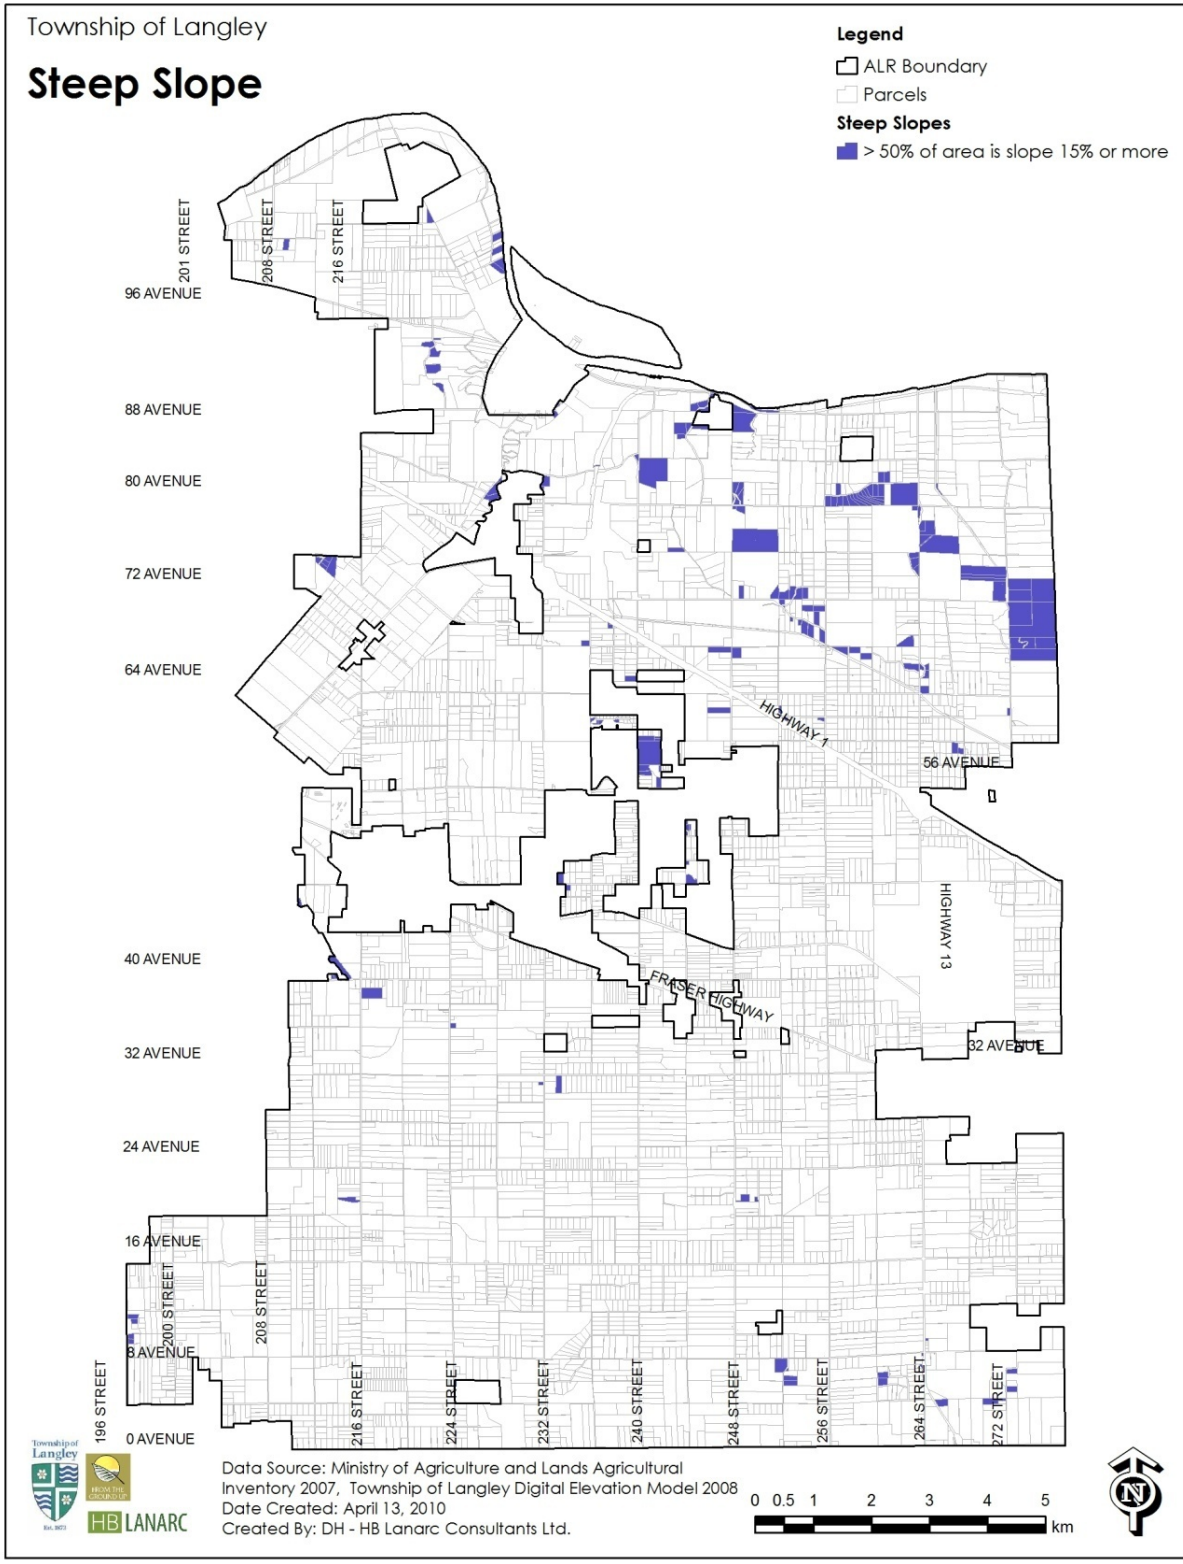 Township of Langley
Steep Slope
Legend
ALR Boundary
Parcels
Steep Slopes
> 50% of area is slope 15% or more
201 STREET
208 STREET
216 STREET
96 AVENUE
88 AVENUE
80 AVENUE
72 AVENUE
64 AVENUE
HIGHWAY 1
56 AVENUE
HIGHWAY 13
40 AVENUE
FRASER HIGHWAY
32 AVENUE
32 AVENUE
24 AVENUE
16 AVENUE
200 STREET
208 STREET
8 AVENUE
196 STREET
216 STREET
224 STREET
232 STREET
240 STREET
248 STREET
256 STREET
264 STREET
272 STREET
0 AVENUE
Township of
Langley
Est. 1873
FROM THE
GROUND UP
HB LANARC
Data Source: Ministry of Agriculture and Lands Agricultural
Inventory 2007, Township of Langley Digital Elevation Model 2008
Date Created: April 13, 2010
Created By: DH - HB Lanarc Consultants Ltd.
0 0.5 1 2 3 4 5
km
N